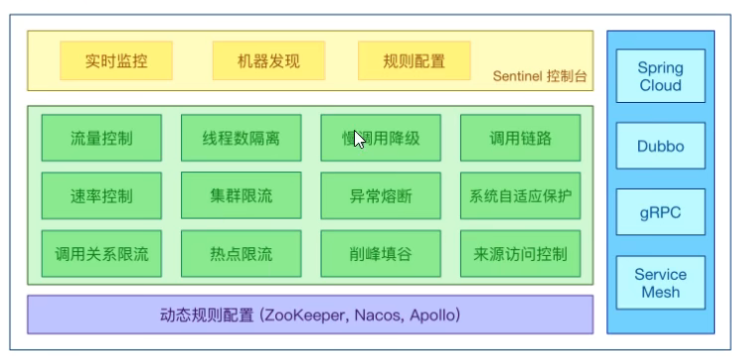 实时监控
机器发现
规则配置
Sentinel 控制台
流量控制
线程数隔离
慢调用降级
调用链路
速率控制
集群限流
异常熔断
系统自适应保护
调用关系限流
热点限流
削峰填谷
来源访问控制
动态规则配置 (ZooKeeper, Nacos, Apollo)
Spring
Cloud
Dubbo
gRPC
Service
Mesh